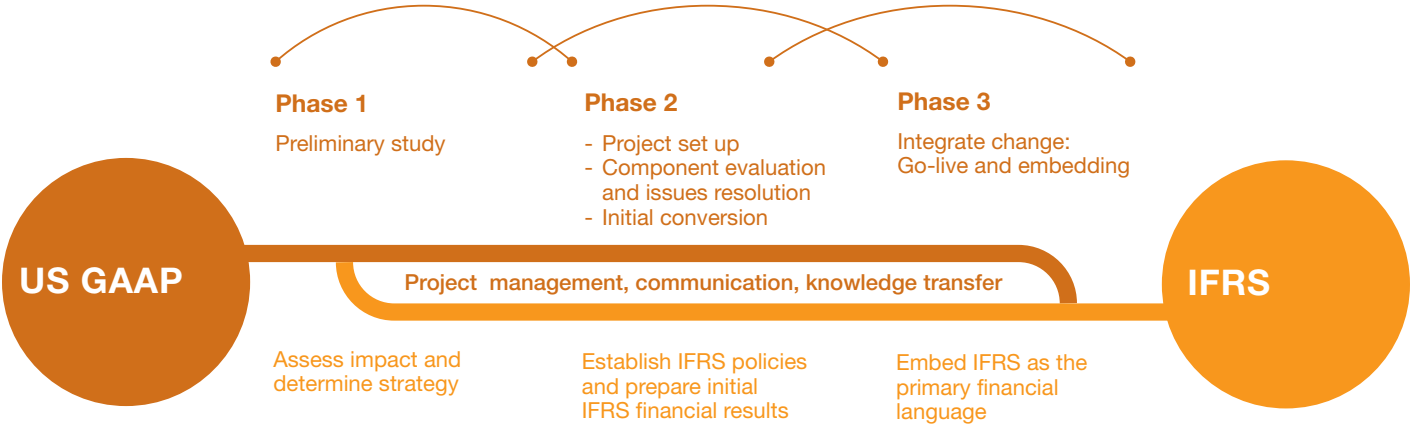 Phase 1
Preliminary study
Phase 2
- Project set up
- Component evaluation
and issues resolution
- Initial conversion
Phase 3
Integrate change:
Go-live and embedding
US GAAP
Project management, communication, knowledge transfer
IFRS
Assess impact and
determine strategy
Establish IFRS policies
and prepare initial
IFRS financial results
Embed IFRS as the
primary financial
language